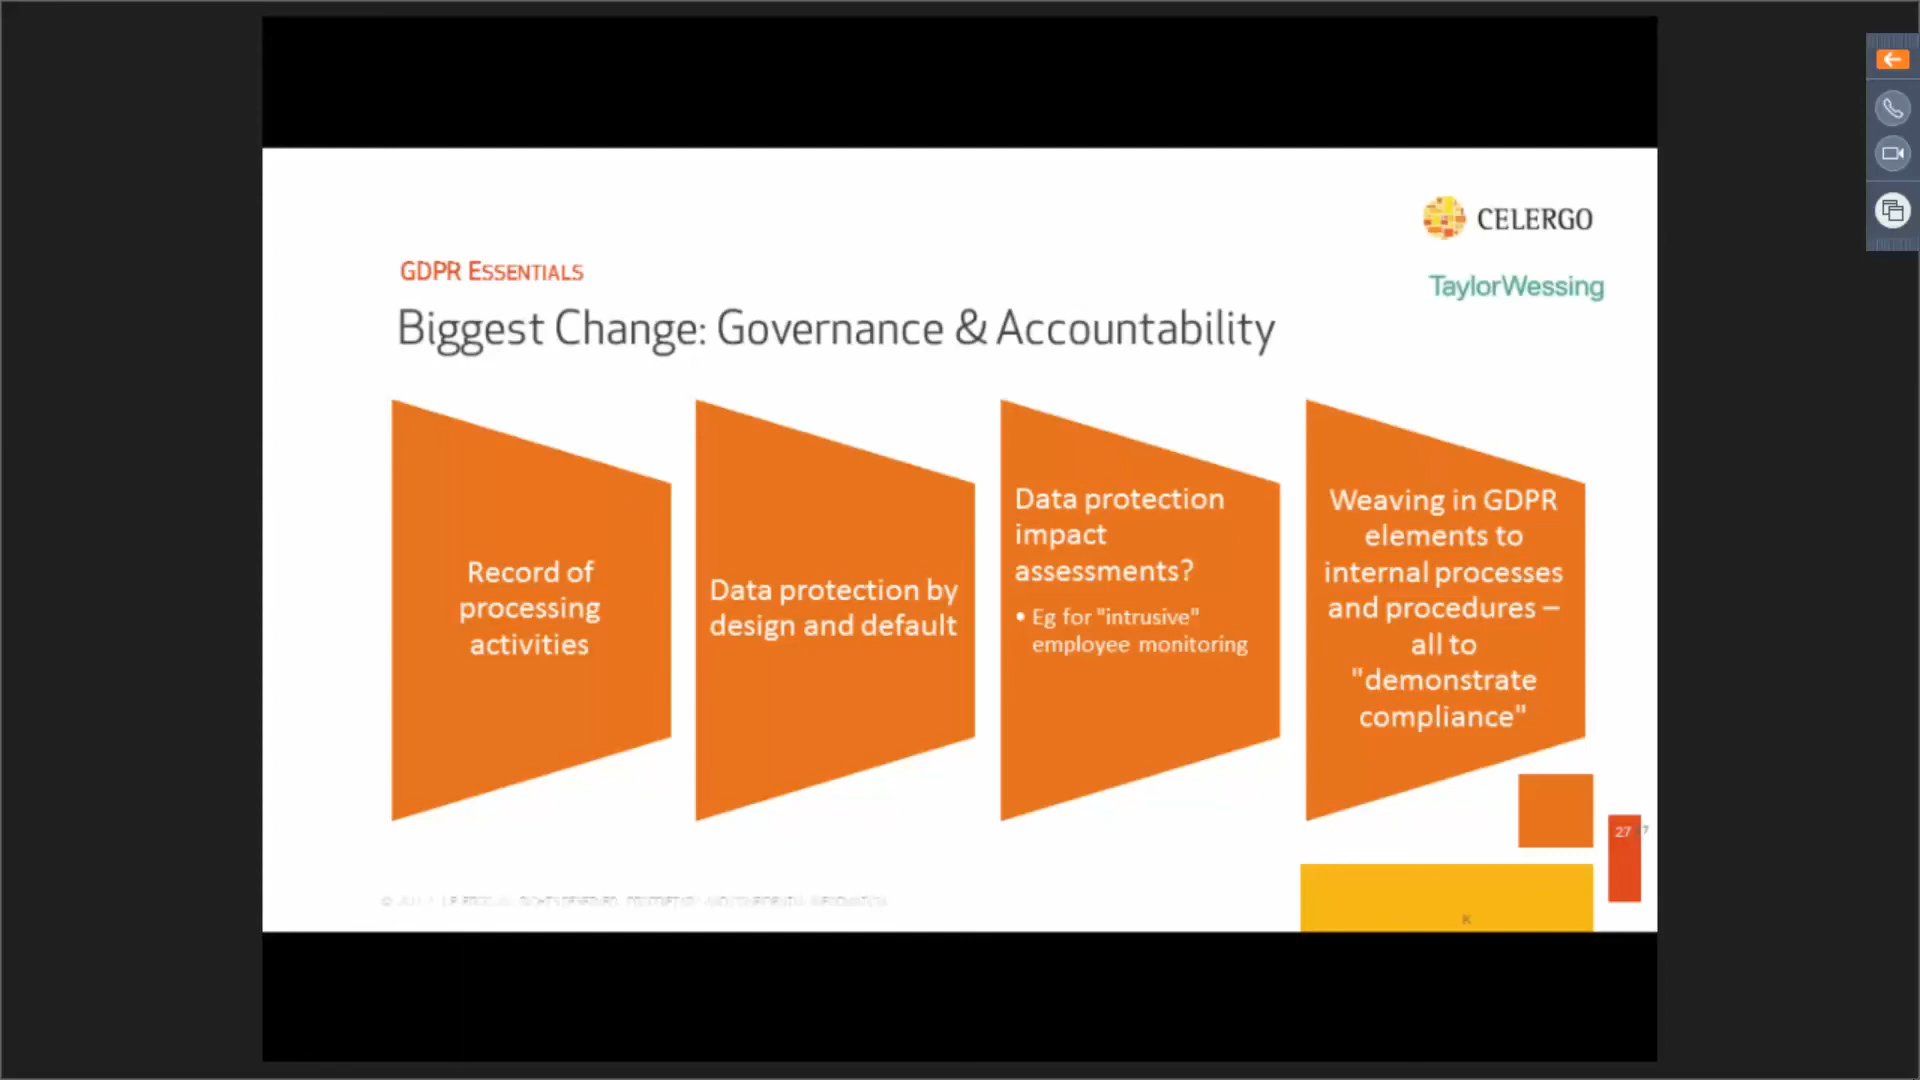 CELERGO
TaylorWessing
GDPR ESSENTIALS
Biggest Change: Governance & Accountability
Record of
processing
activities
Data protection by
design and default
Data protection
impact
assessments?
• Eg for "intrusive"
employee monitoring
Weaving in GDPR
elements to
internal processes
and procedures –
all to
"demonstrate
compliance"
27
7
K